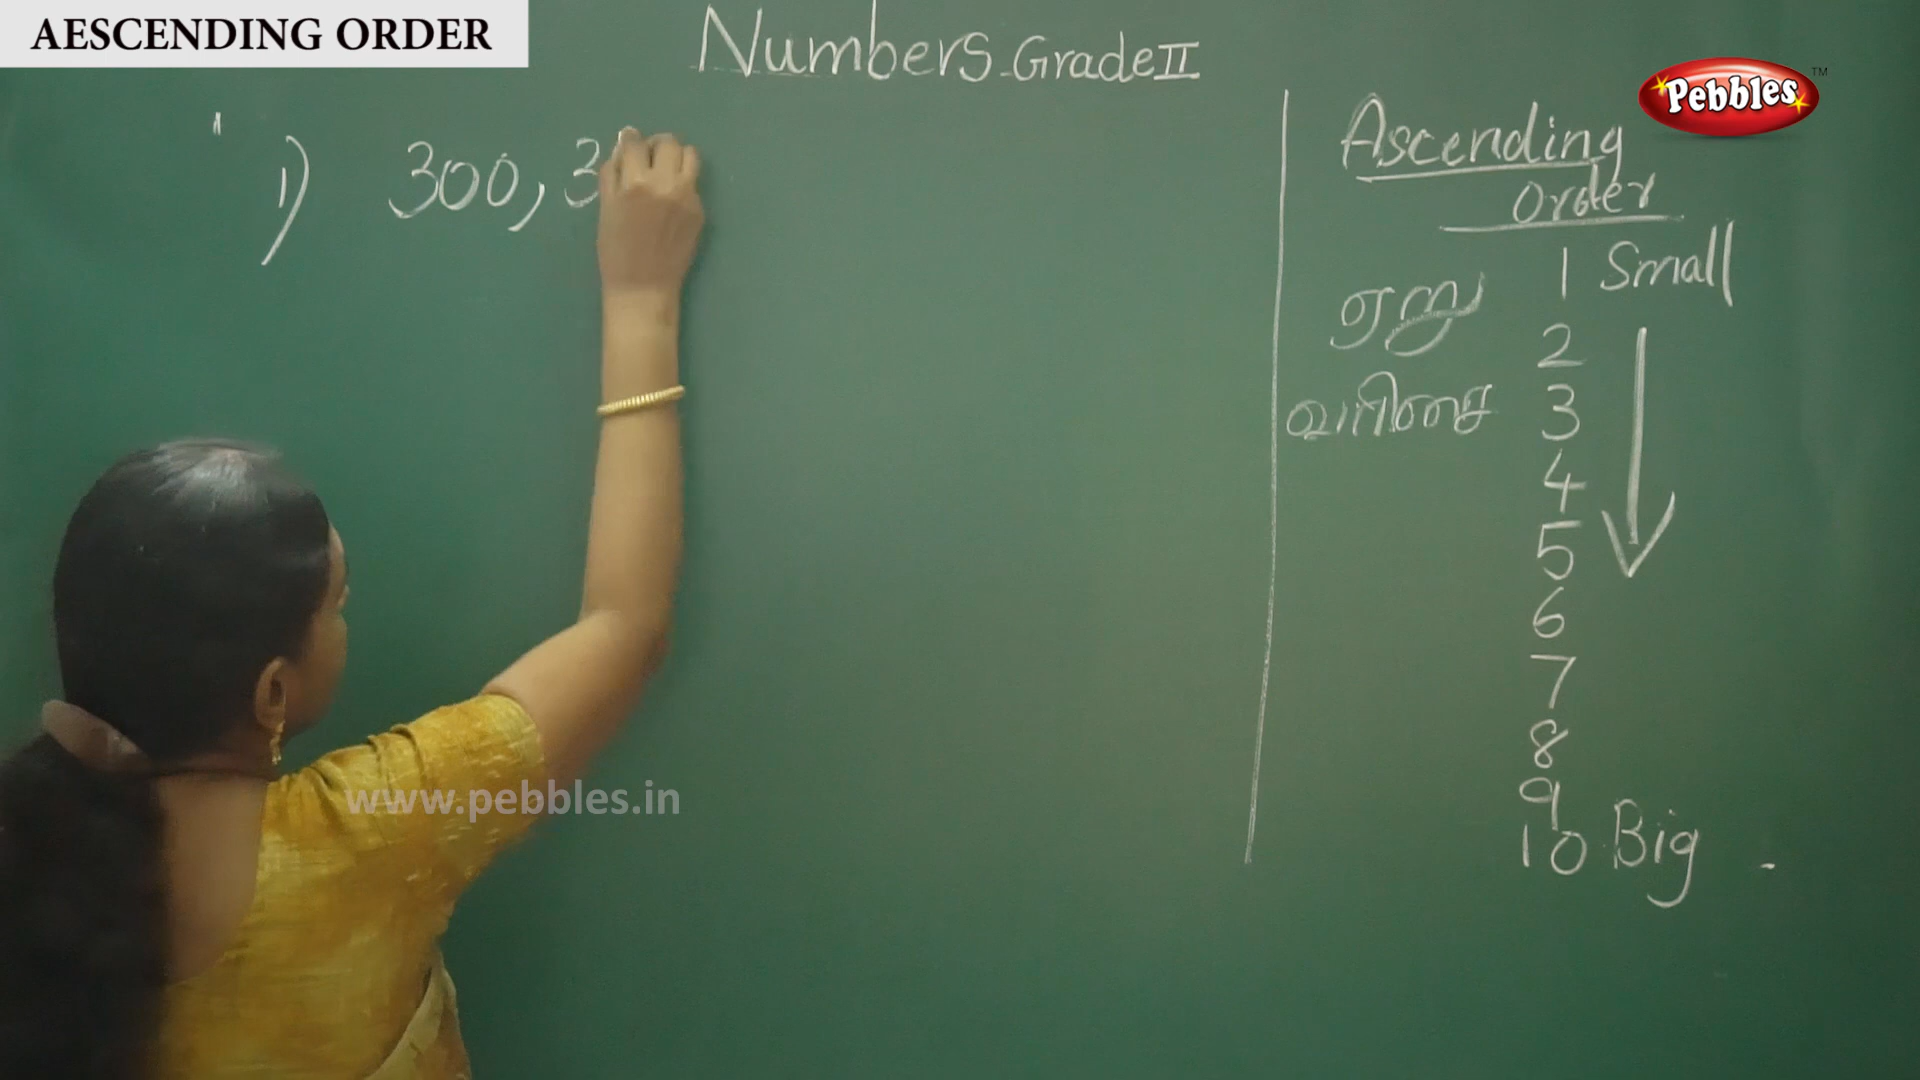 AESCENDING ORDER
Numbers-Grade II
Pebbles™
1) 300, 3
Ascending
Order
ஏறு
வரிசை
1 Small
2
3
4
5
6
7
8
9
10 Big
www.pebbles.in